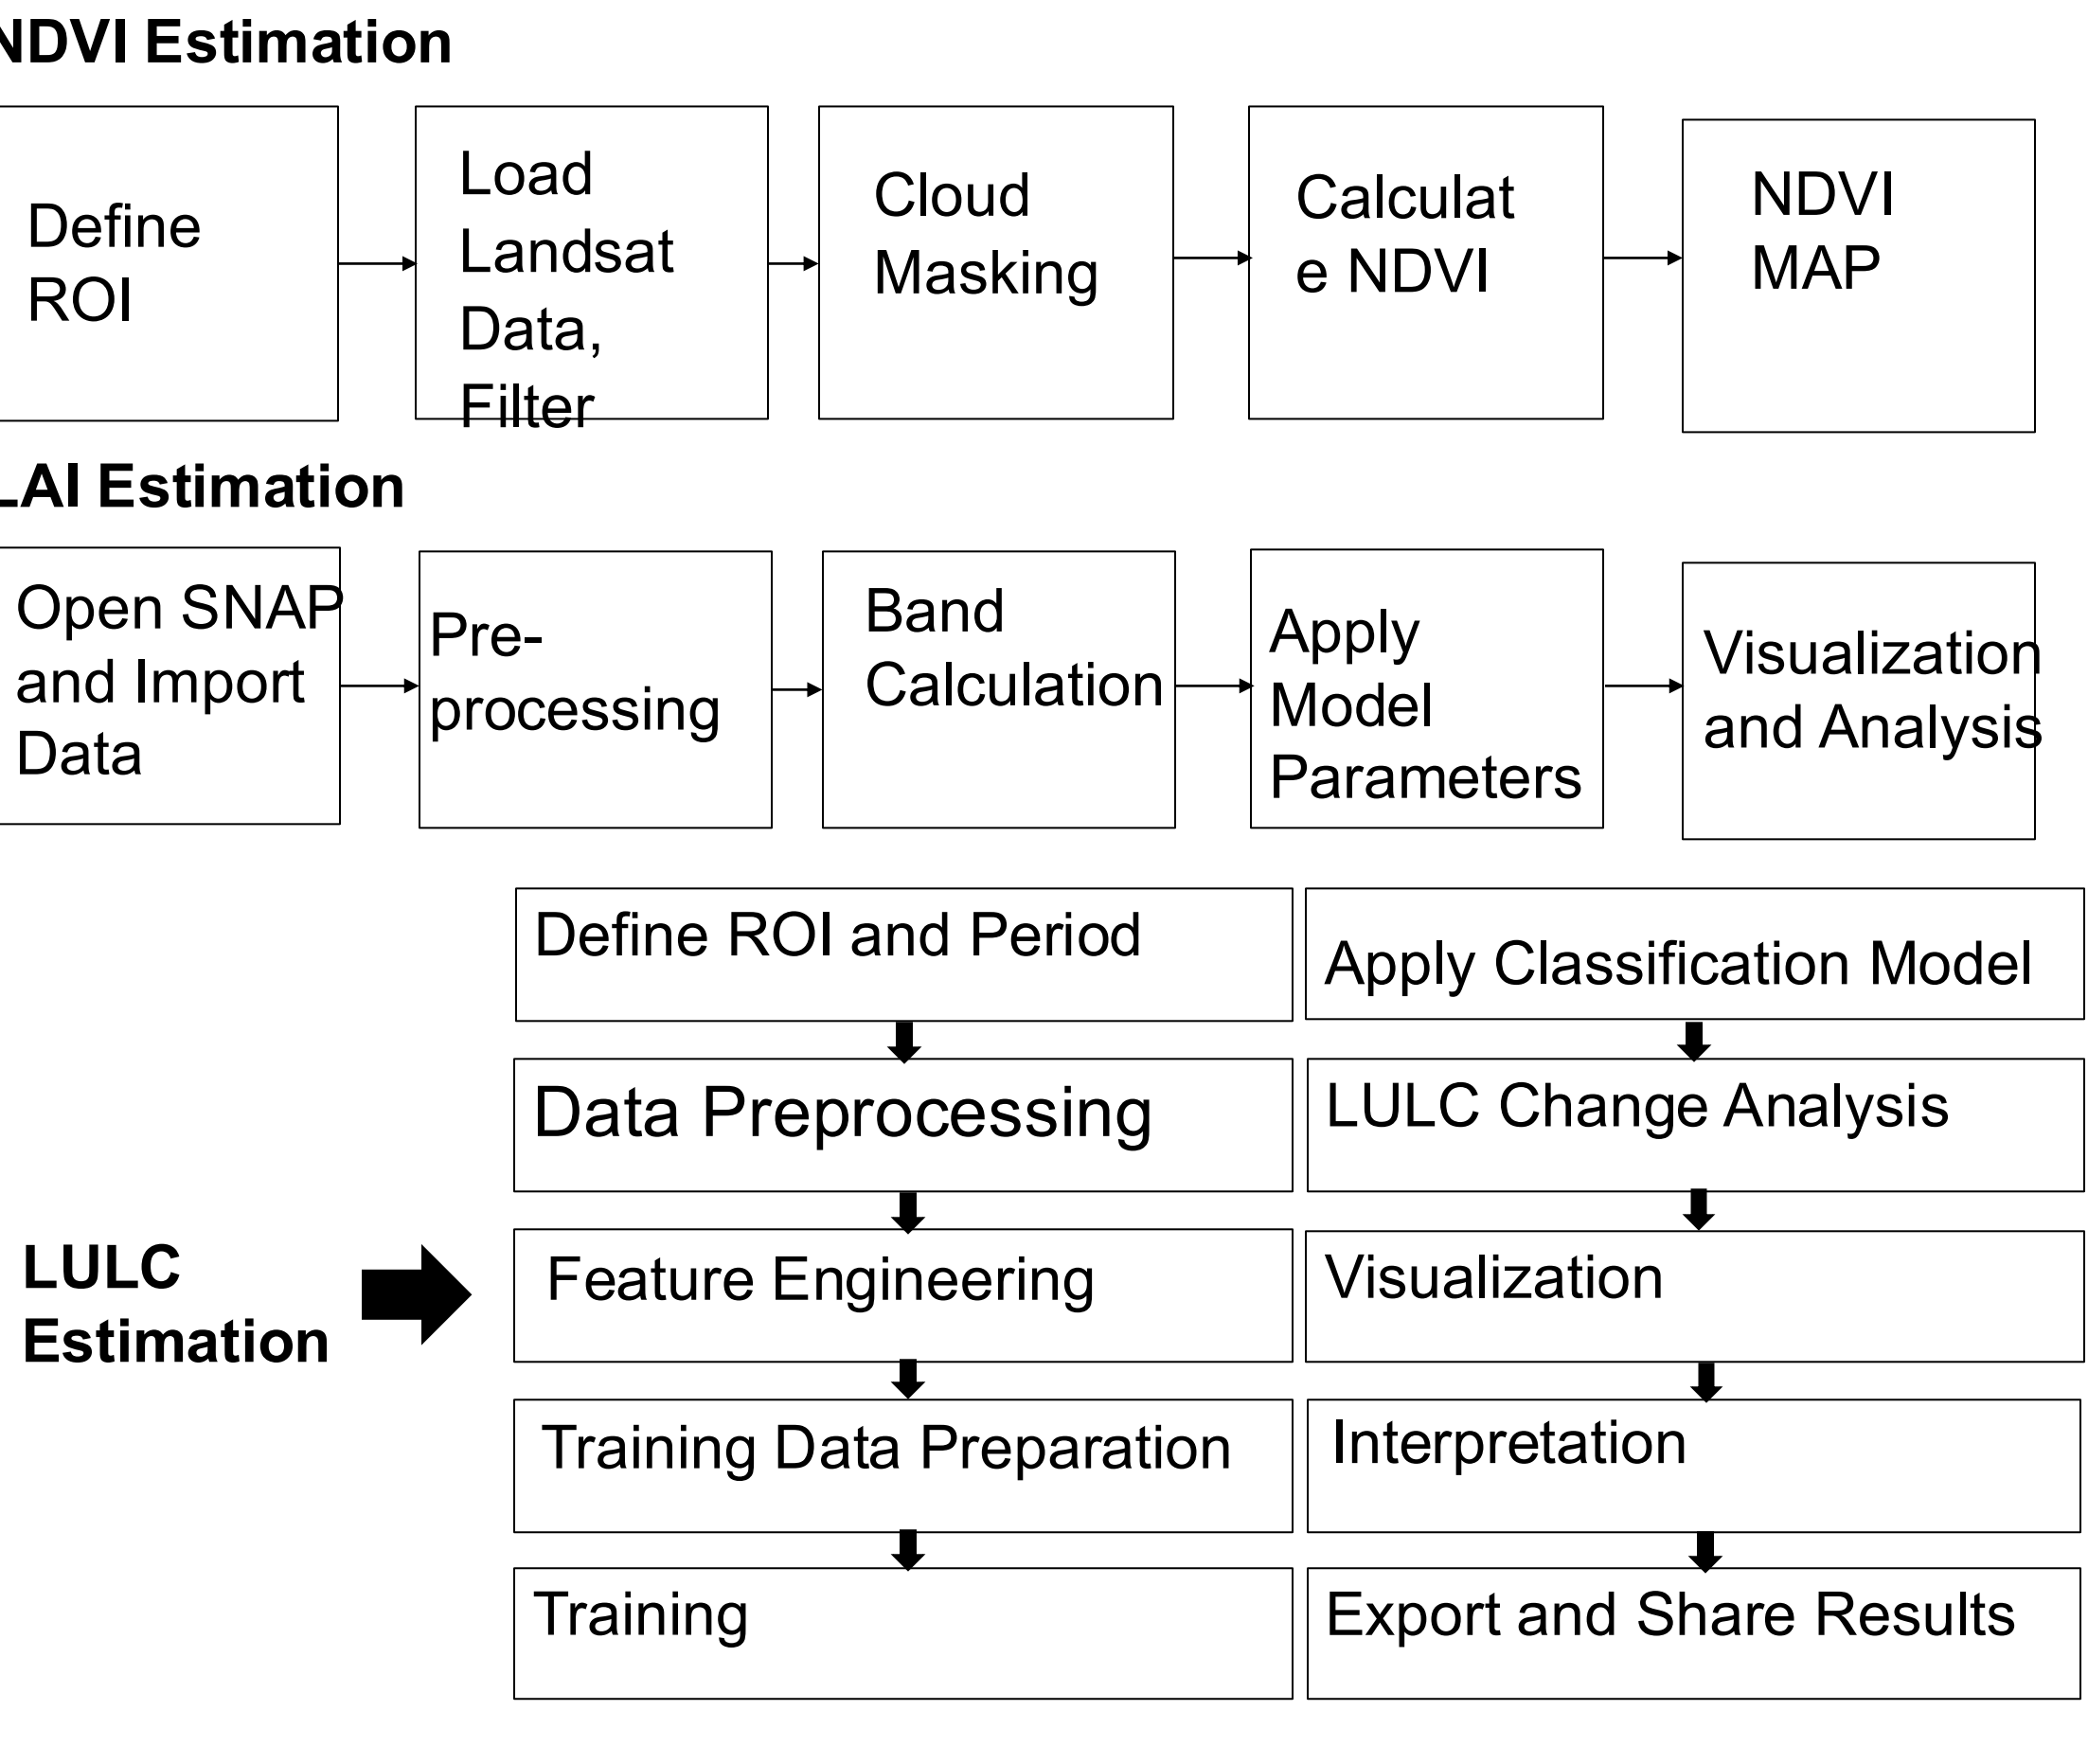 NDVI Estimation
Define
ROI
Load
Landsat
Data,
Filter
Cloud
Masking
Calculat
e NDVI
NDVI
MAP
LAI Estimation
Open SNAP
and Import
Data
Pre-
processing
Band
Calculation
Apply
Model
Parameters
Visualization
and Analysis
LULC
Estimation
Define ROI and Period
Data Preprocessing
Feature Engineering
Training Data Preparation
Training
Apply Classification Model
LULC Change Analysis
Visualization
Interpretation
Export and Share Results